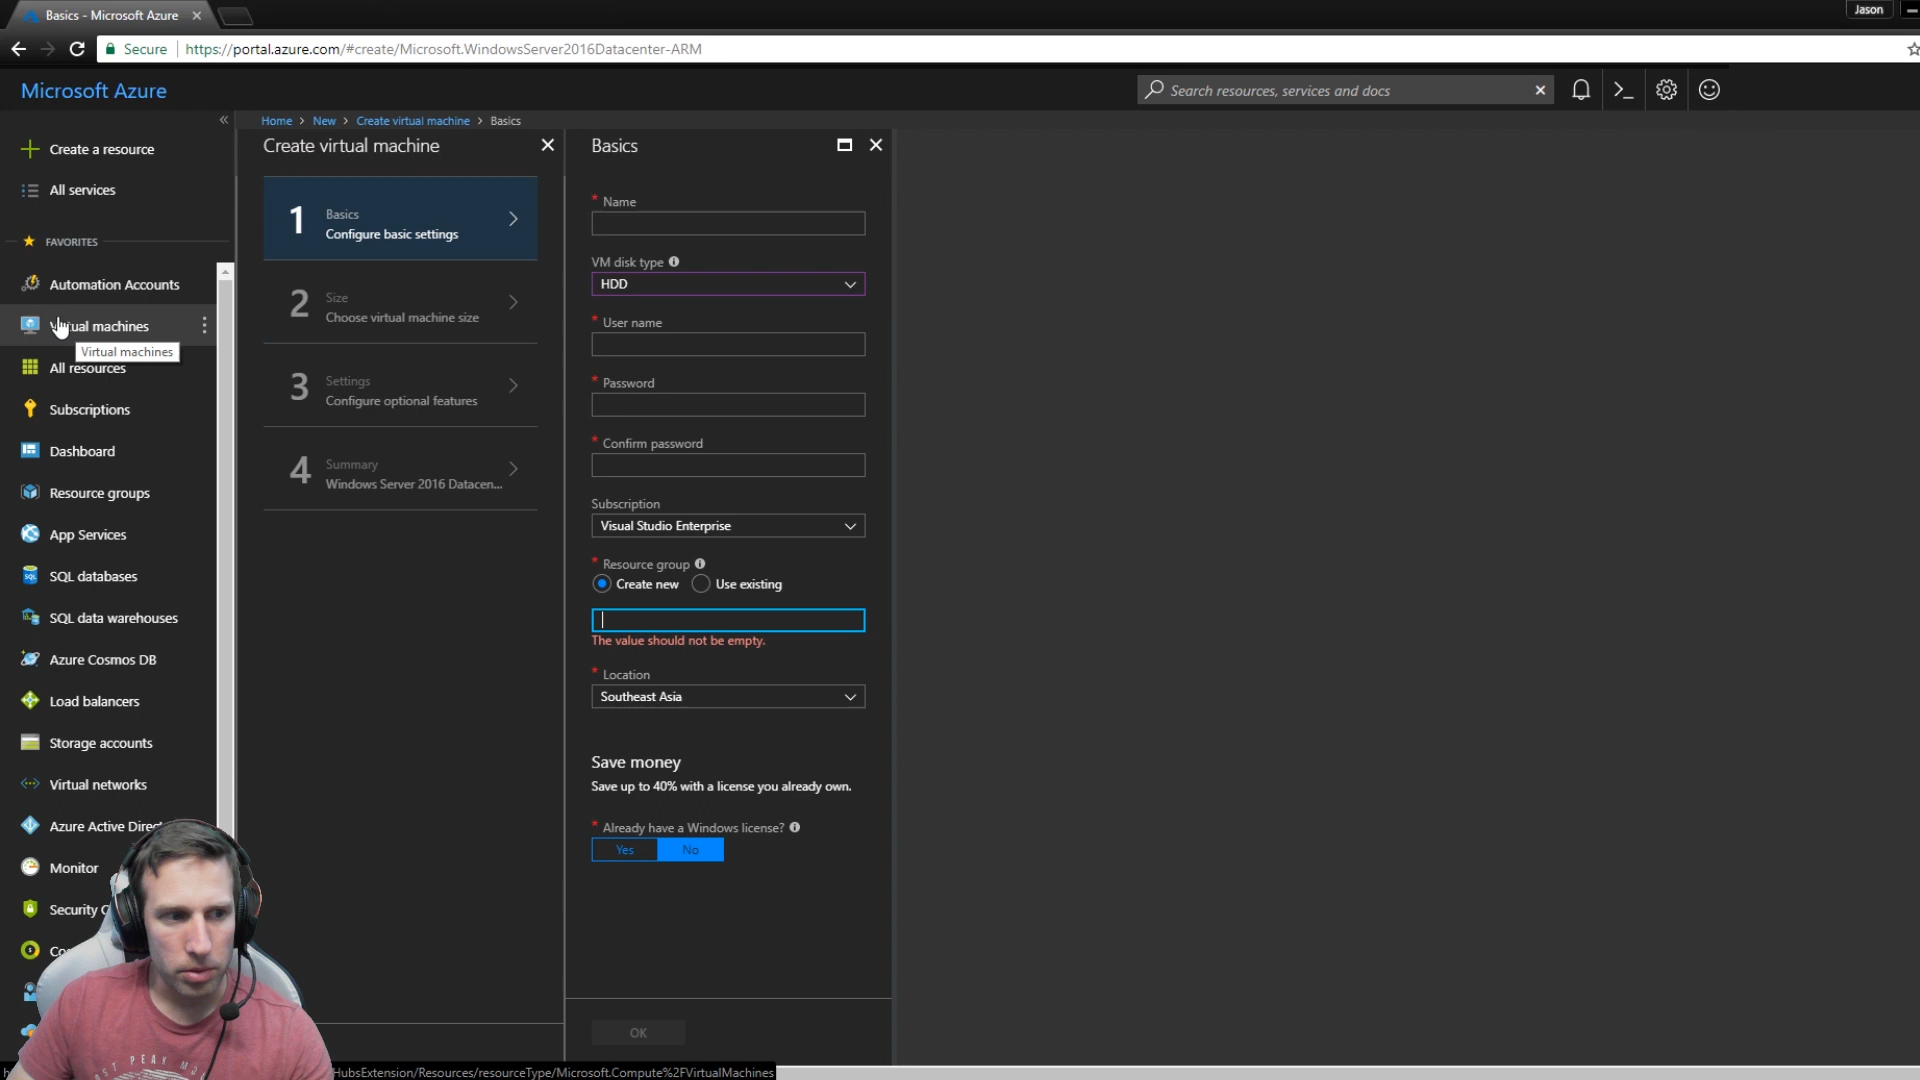 Basics - Microsoft Azure
Jason
Secure
https://portal.azure.com/#create/Microsoft.WindowsServer2016Datacenter-ARM
Microsoft Azure
Search resources, services and docs
Home > New > Create virtual machine > Basics
Create a resource
All services
FAVORITES
Automation Accounts
Virtual machines
All resources
Subscriptions
Dashboard
Resource groups
App Services
SQL databases
SQL data warehouses
Azure Cosmos DB
Load balancers
Storage accounts
Virtual networks
Azure Active Direc
Monitor
Security
Create virtual machine
1
Basics
Configure basic settings
2
Size
Choose virtual machine size
3
Settings
Configure optional features
4
Summary
Windows Server 2016 Datacen...
Basics
* Name
VM disk type
HDD
* User name
* Password
* Confirm password
Subscription
Visual Studio Enterprise
* Resource group
Create new Use existing
The value should not be empty.
* Location
Southeast Asia
Save money
Save up to 40% with a license you already own.
* Already have a Windows license?
Yes No
OK
HubsExtension/Resources/resourceType/Microsoft.Compute%2FVirtualMachines